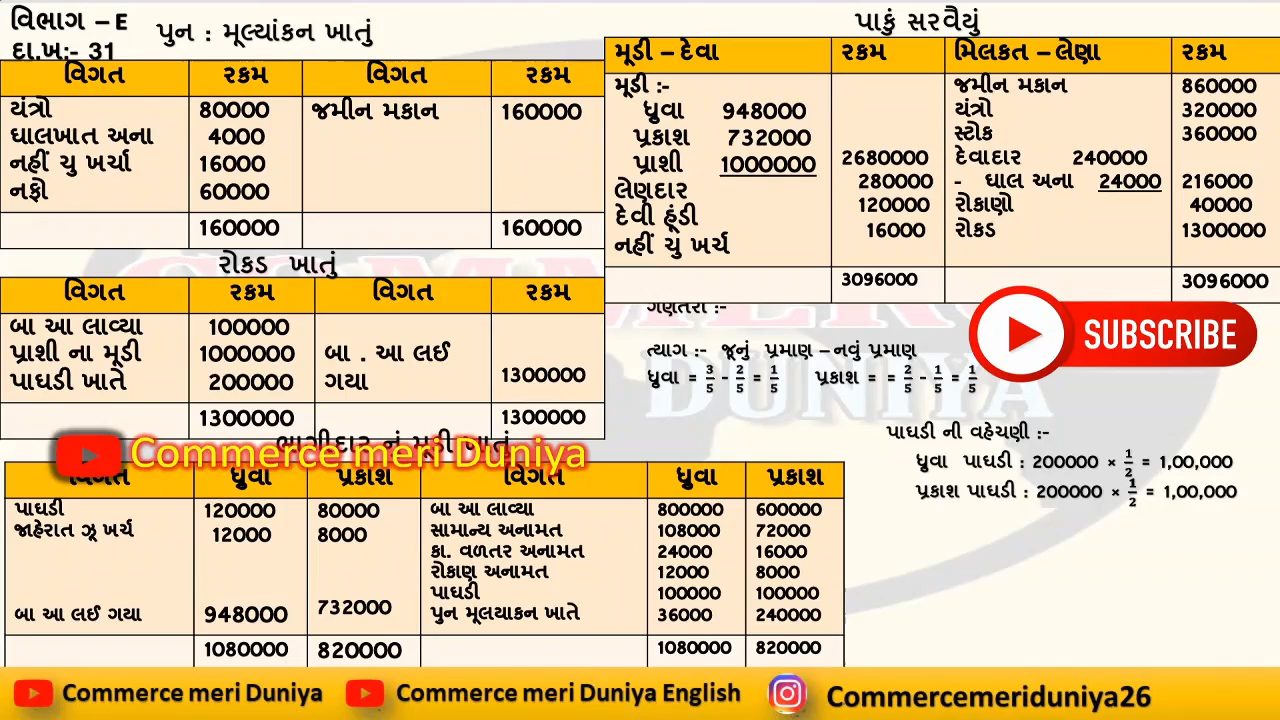 વિભાગ – E
દા.ખ:- 31
પુન : મૂલ્યાંકન ખાતું
વિગત રકમ વિગત રકમ
યંત્રો 80000 જમીન મકાન 160000
ઘાલખાત અના 4000
નહીં ચુ ખર્ચા 16000
નફો 60000
160000 160000
રોકડ ખાતું
વિગત રકમ વિગત રકમ
બા આ લાવ્યા 100000
પ્રાશી ના મૂડી 1000000 બા . આ લઈ
પાઘડી ખાતે 200000 ગયા 1300000
1300000 1300000
ભાગીદાર નું મૂડી ખાતું
Commerce meri Duniya
વિગત ધ્રુવા પ્રકાશ વિગત ધ્રુવા પ્રકાશ
પાઘડી 120000 80000 બા આ લાવ્યા 800000 600000
જાહેરાત ઝૂ ખર્ચ 12000 8000 સામાન્ય અનામત 108000 72000
કા. વળતર અનામત 24000 16000
રોકાણ અનામત 12000 8000
પાઘડી 100000 100000
બા આ લઈ ગયા 948000 732000 પુન મૂલયાકન ખાતે 36000 240000
1080000 820000 1080000 820000
પાકું સરવૈયું
મૂડી – દેવા રકમ મિલકત – લેણા રકમ
મૂડી :- જમીન મકાન 860000
ધ્રુવા 948000 યંત્રો 320000
પ્રકાશ 732000 સ્ટોક 360000
પ્રાશી 1000000 2680000 દેવાદાર 240000
લેણદાર 280000 - ઘાલ અના 24000 216000
દેવી હૂંડી 120000 રોકાણો 40000
નહીં ચુ ખર્ચ 16000 રોકડ 1300000
3096000 3096000
ગણતરી :-
SUBSCRIBE
ત્યાગ :- જૂનું પ્રમાણ – નવું પ્રમાણ
ધ્રુવા = 3/5 - 2/5 = 1/5 પ્રકાશ = = 2/5 - 1/5 = 1/5
પાઘડી ની વહેચણી :-
ધ્રુવા પાઘડી : 200000 × 1/2 = 1,00,000
પ્રકાશ પાઘડી : 200000 × 1/2 = 1,00,000
Commerce meri Duniya Commerce meri Duniya English Commercemeriduniya26